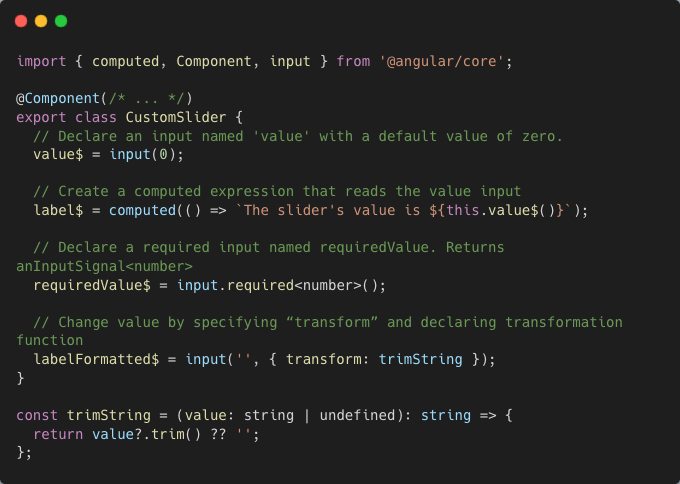 import { computed, Component, input } from '@angular/core';
@Component(/* ... */)
export class CustomSlider {
// Declare an input named 'value' with a default value of zero.
value$ = input(0);
// Create a computed expression that reads the value input
label$ = computed(() => `The slider's value is ${this.value$()}`);
// Declare a required input named requiredValue. Returns
anInputSignal<number>
requiredValue$ = input.required<number>();
// Change value by specifying “transform” and declaring transformation
function
labelFormatted$ = input('', { transform: trimString });
}
const trimString = (value: string | undefined): string => {
return value?.trim() ?? '';
};